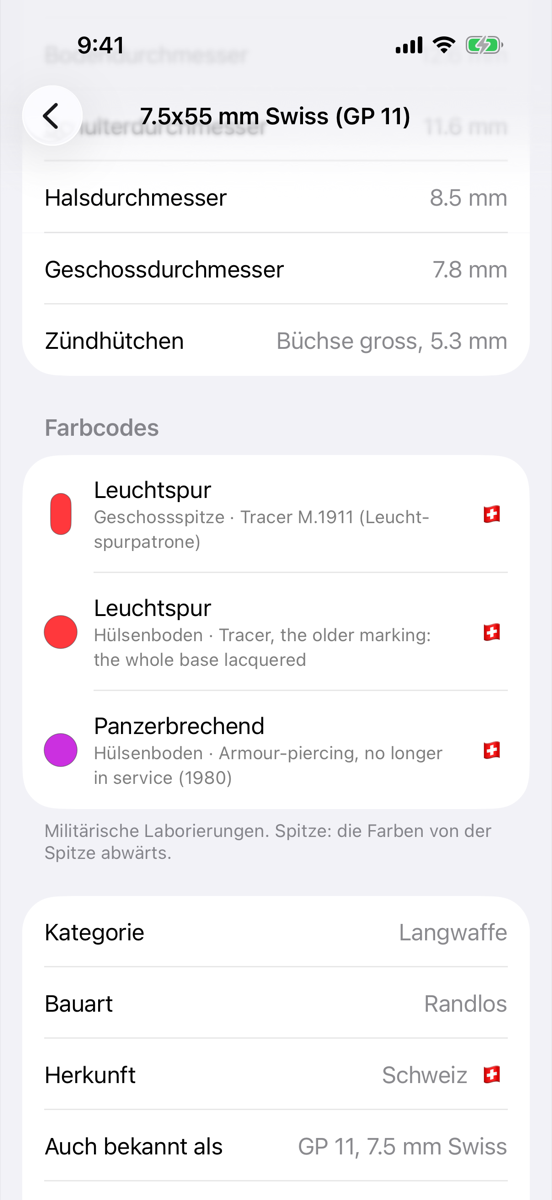 9:41
7.5x55 mm Swiss (GP 11)
11.6 mm
Halsdurchmesser 8.5 mm
Geschossdurchmesser 7.8 mm
Zündhütchen Büchse gross, 5.3 mm
Farbcodes
Leuchtspur
Geschossspitze · Tracer M.1911 (Leucht-
spurpatrone)
Leuchtspur
Hülsenboden · Tracer, the older marking:
the whole base lacquered
Panzerbrechend
Hülsenboden · Armour-piercing, no longer
in service (1980)
Militärische Laborierungen. Spitze: die Farben von der
Spitze abwärts.
Kategorie Langwaffe
Bauart Randlos
Herkunft Schweiz
Auch bekannt als GP 11, 7.5 mm Swiss